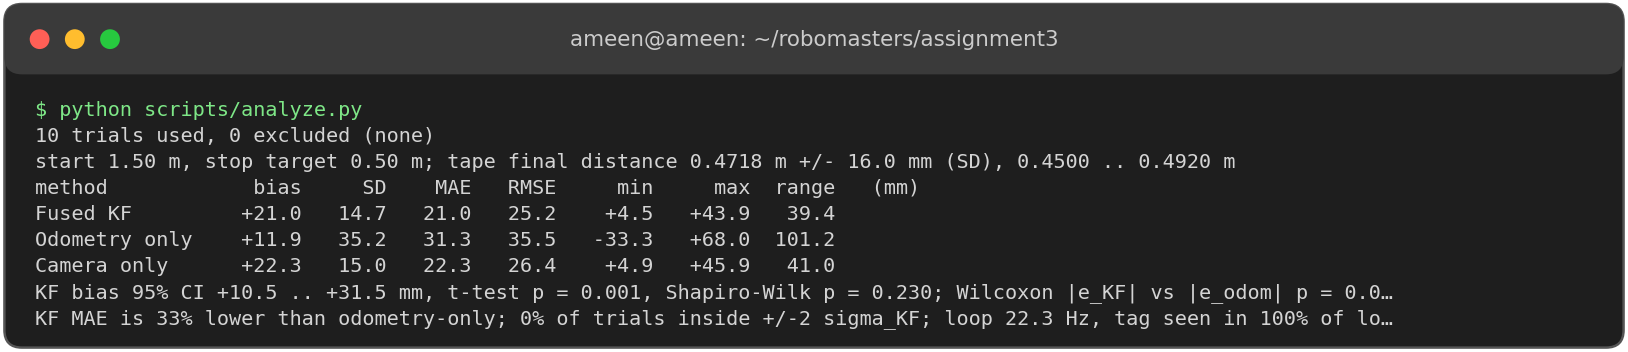 ameen@ameen: ~/robomasters/assignment3
$ python scripts/analyze.py
10 trials used, 0 excluded (none)
start 1.50 m, stop target 0.50 m; tape final distance 0.4718 m +/- 16.0 mm (SD), 0.4500 .. 0.4920 m
method            bias     SD    MAE   RMSE     min     max  range   (mm)
Fused KF         +21.0   14.7   21.0   25.2    +4.5   +43.9   39.4
Odometry only    +11.9   35.2   31.3   35.5   -33.3   +68.0  101.2
Camera only      +22.3   15.0   22.3   26.4    +4.9   +45.9   41.0
KF bias 95% CI +10.5 .. +31.5 mm, t-test p = 0.001, Shapiro-Wilk p = 0.230; Wilcoxon |e_KF| vs |e_odom| p = 0.0…
KF MAE is 33% lower than odometry-only; 0% of trials inside +/-2 sigma_KF; loop 22.3 Hz, tag seen in 100% of lo…